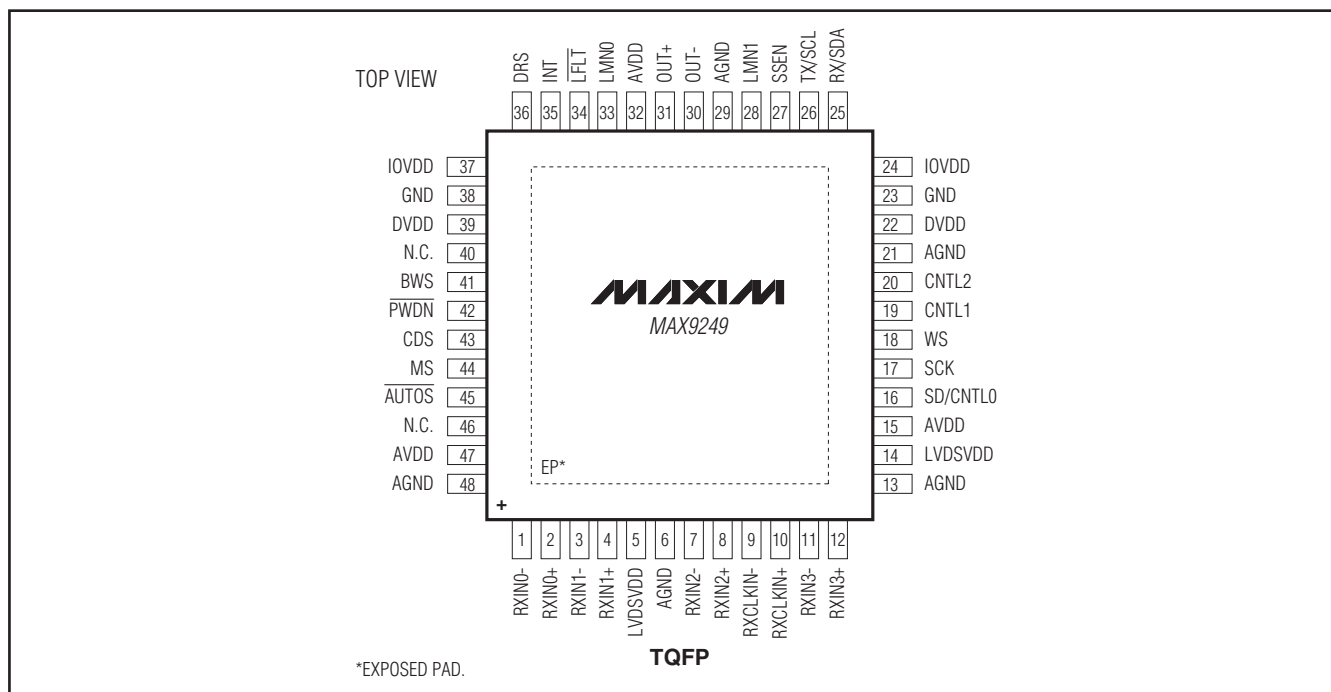 TOP VIEW
DRS
INT
LFLT
LMN0
AVDD
OUT+
OUT-
AGND
LMN1
SSEN
TX/SCL
RX/SDA
36 35 34 33 32 31 30 29 28 27 26 25
IOVDD 37
GND 38
DVDD 39
N.C. 40
BWS 41
PWDN 42
CDS 43
MS 44
AUTOS 45
N.C. 46
AVDD 47
AGND 48
MAXIM
MAX9249
EP*
+
24 IOVDD
23 GND
22 DVDD
21 AGND
20 CNTL2
19 CNTL1
18 WS
17 SCK
16 SD/CNTL0
15 AVDD
14 LVDSVDD
13 AGND
1 2 3 4 5 6 7 8 9 10 11 12
RXIN0-
RXIN0+
RXIN1-
RXIN1+
LVDSVDD
AGND
RXIN2-
RXIN2+
RXCLKIN-
RXCLKIN+
RXIN3-
RXIN3+
TQFP
*EXPOSED PAD.